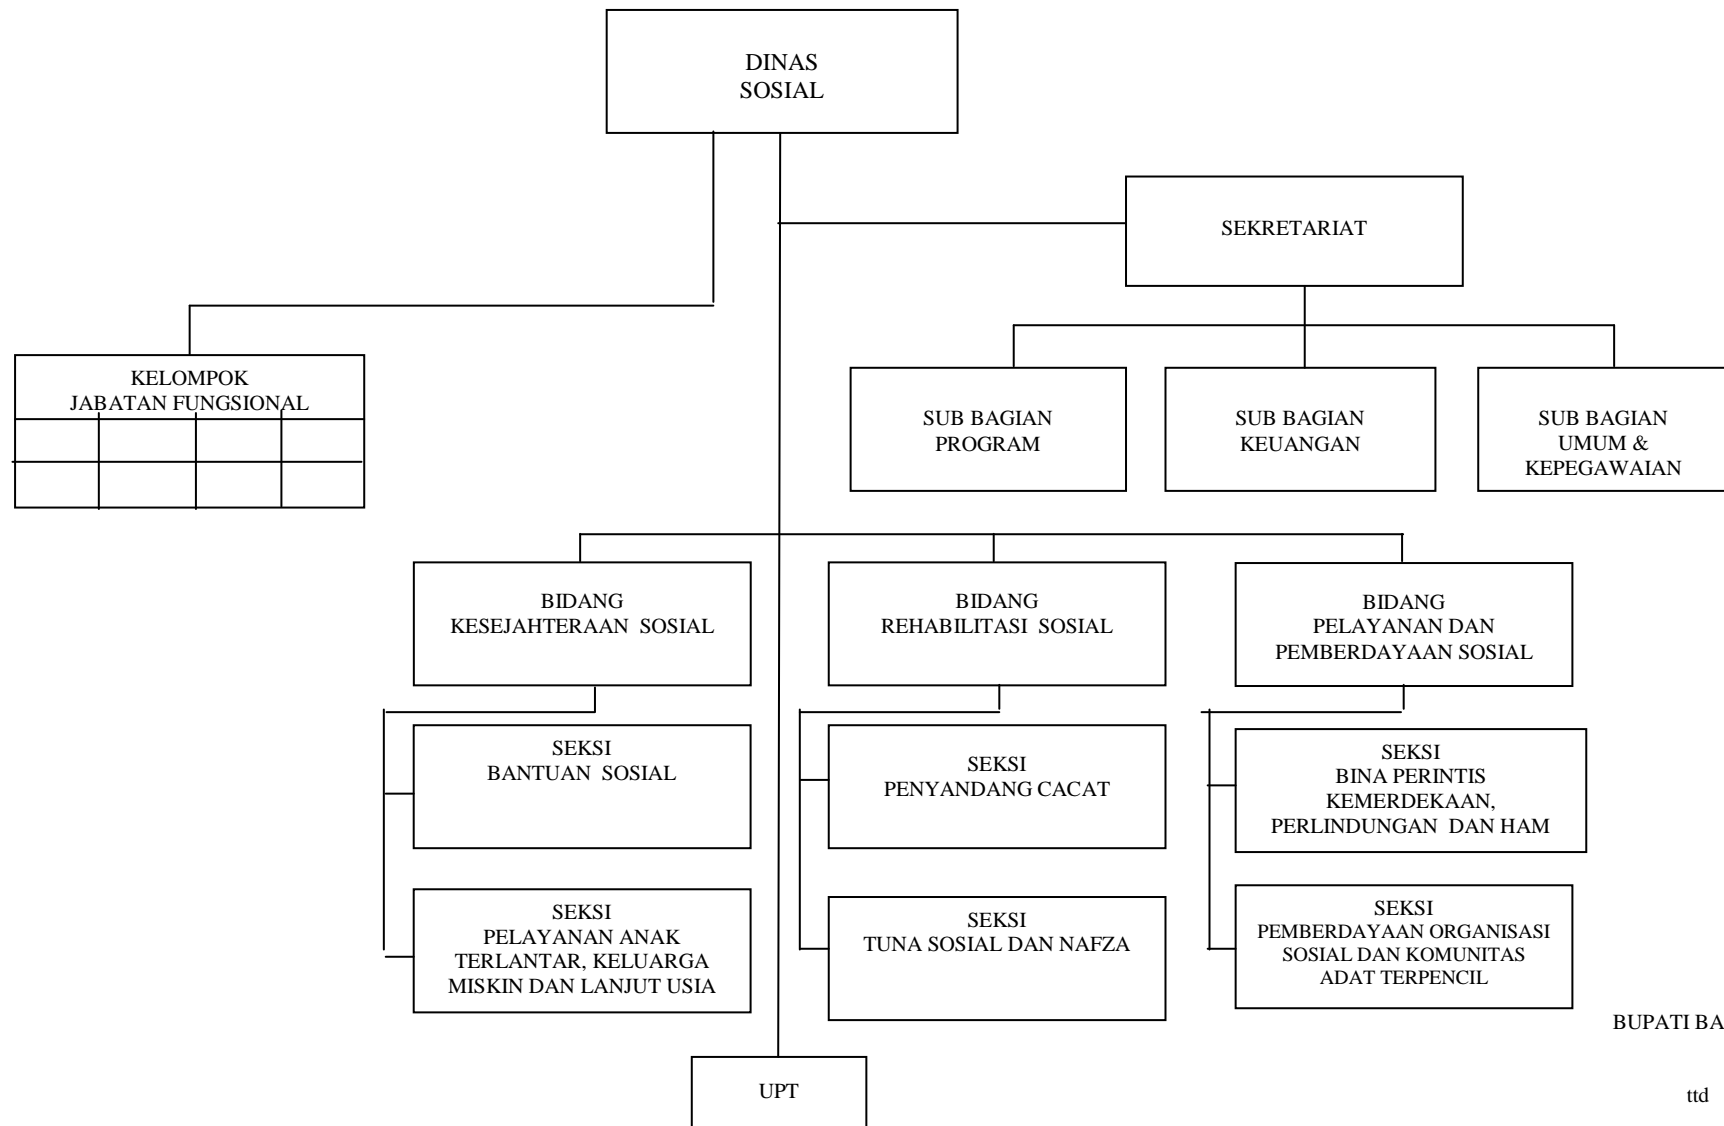 DINAS
SOSIAL
SEKRETARIAT
KELOMPOK
JABATAN FUNGSIONAL
SUB BAGIAN
PROGRAM
SUB BAGIAN
KEUANGAN
SUB BAGIAN
UMUM &
KEPEGAWAIAN
BIDANG
KESEJAHTERAAN SOSIAL
BIDANG
REHABILITASI SOSIAL
BIDANG
PELAYANAN DAN
PEMBERDAYAAN SOSIAL
SEKSI
BANTUAN SOSIAL
SEKSI
PENYANDANG CACAT
SEKSI
BINA PERINTIS
KEMERDEKAAN,
PERLINDUNGAN DAN HAM
SEKSI
PELAYANAN ANAK
TERLANTAR, KELUARGA
MISKIN DAN LANJUT USIA
SEKSI
TUNA SOSIAL DAN NAFZA
SEKSI
PEMBERDAYAAN ORGANISASI
SOSIAL DAN KOMUNITAS
ADAT TERPENCIL
BUPATI BA
UPT
ttd